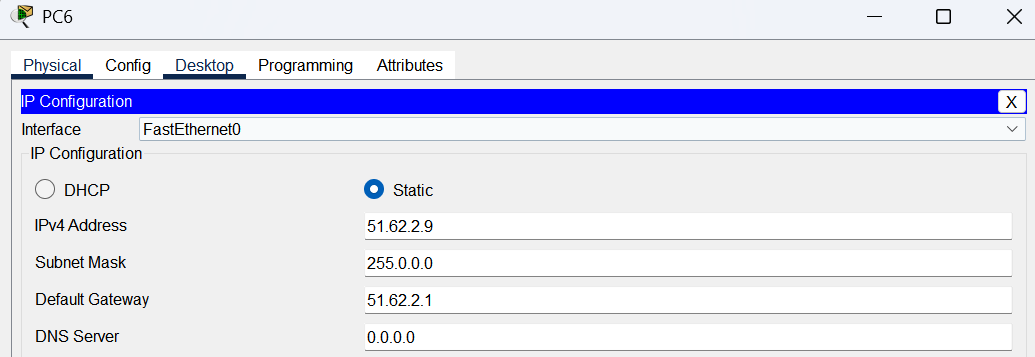 PC6
Physical Config Desktop Programming Attributes
IP Configuration X
Interface FastEthernet0
IP Configuration
DHCP Static
IPv4 Address 51.62.2.9
Subnet Mask 255.0.0.0
Default Gateway 51.62.2.1
DNS Server 0.0.0.0